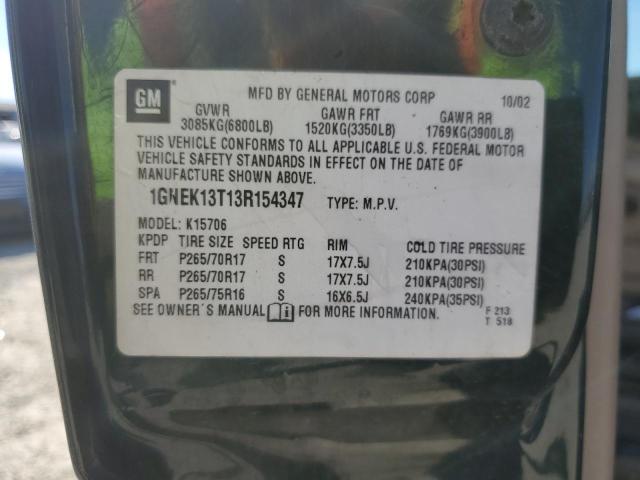 GM
MFD BY GENERAL MOTORS CORP 10/02
GVWR GAWR FRT GAWR RR
3085KG(6800LB) 1520KG(3350LB) 1769KG(3900LB)
THIS VEHICLE CONFORMS TO ALL APPLICABLE U.S. FEDERAL MOTOR
VEHICLE SAFETY STANDARDS IN EFFECT ON THE DATE OF
MANUFACTURE SHOWN ABOVE.
1GNEK13T13R154347 TYPE: M.P.V.
MODEL: K15706
KPDP TIRE SIZE SPEED RTG RIM COLD TIRE PRESSURE
FRT P265/70R17 S 17X7.5J 210KPA(30PSI)
RR P265/70R17 S 17X7.5J 210KPA(30PSI)
SPA P265/75R16 S 16X6.5J 240KPA(35PSI)
SEE OWNER'S MANUAL FOR MORE INFORMATION. F 213
T 518